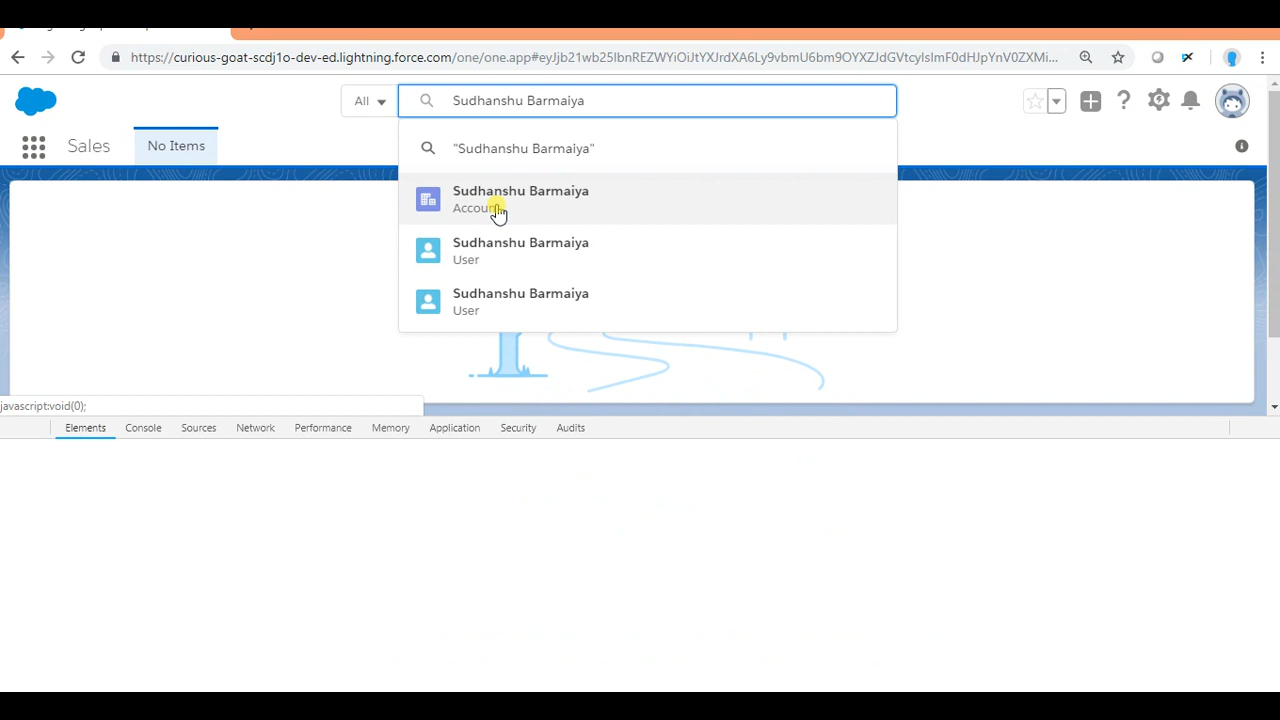 https://curious-goat-scdj1o-dev-ed.lightning.force.com/one/one.app#eyJjb21wb25lbnREZWYiOiJtYXJrdXA6Ly9vbmU6bm9OYXZJdGVtcyIsImF0dHJpYnV0ZXMi...
All
Sudhanshu Barmaiya
Sales
No Items
"Sudhanshu Barmaiya"
Sudhanshu Barmaiya
Account
Sudhanshu Barmaiya
User
Sudhanshu Barmaiya
User
javascript:void(0);
Elements Console Sources Network Performance Memory Application Security Audits